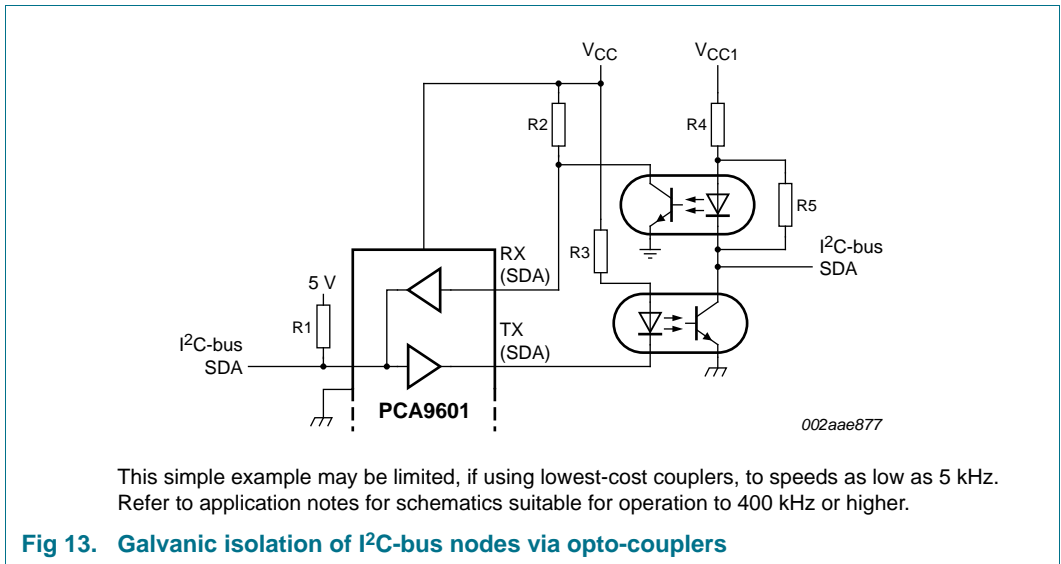 VCC
VCC1
R2
R4
R5
I2C-bus
SDA
R3
RX
(SDA)
5 V
R1
TX
(SDA)
I2C-bus
SDA
PCA9601
002aae877
This simple example may be limited, if using lowest-cost couplers, to speeds as low as 5 kHz.
Refer to application notes for schematics suitable for operation to 400 kHz or higher.
Fig 13. Galvanic isolation of I2C-bus nodes via opto-couplers